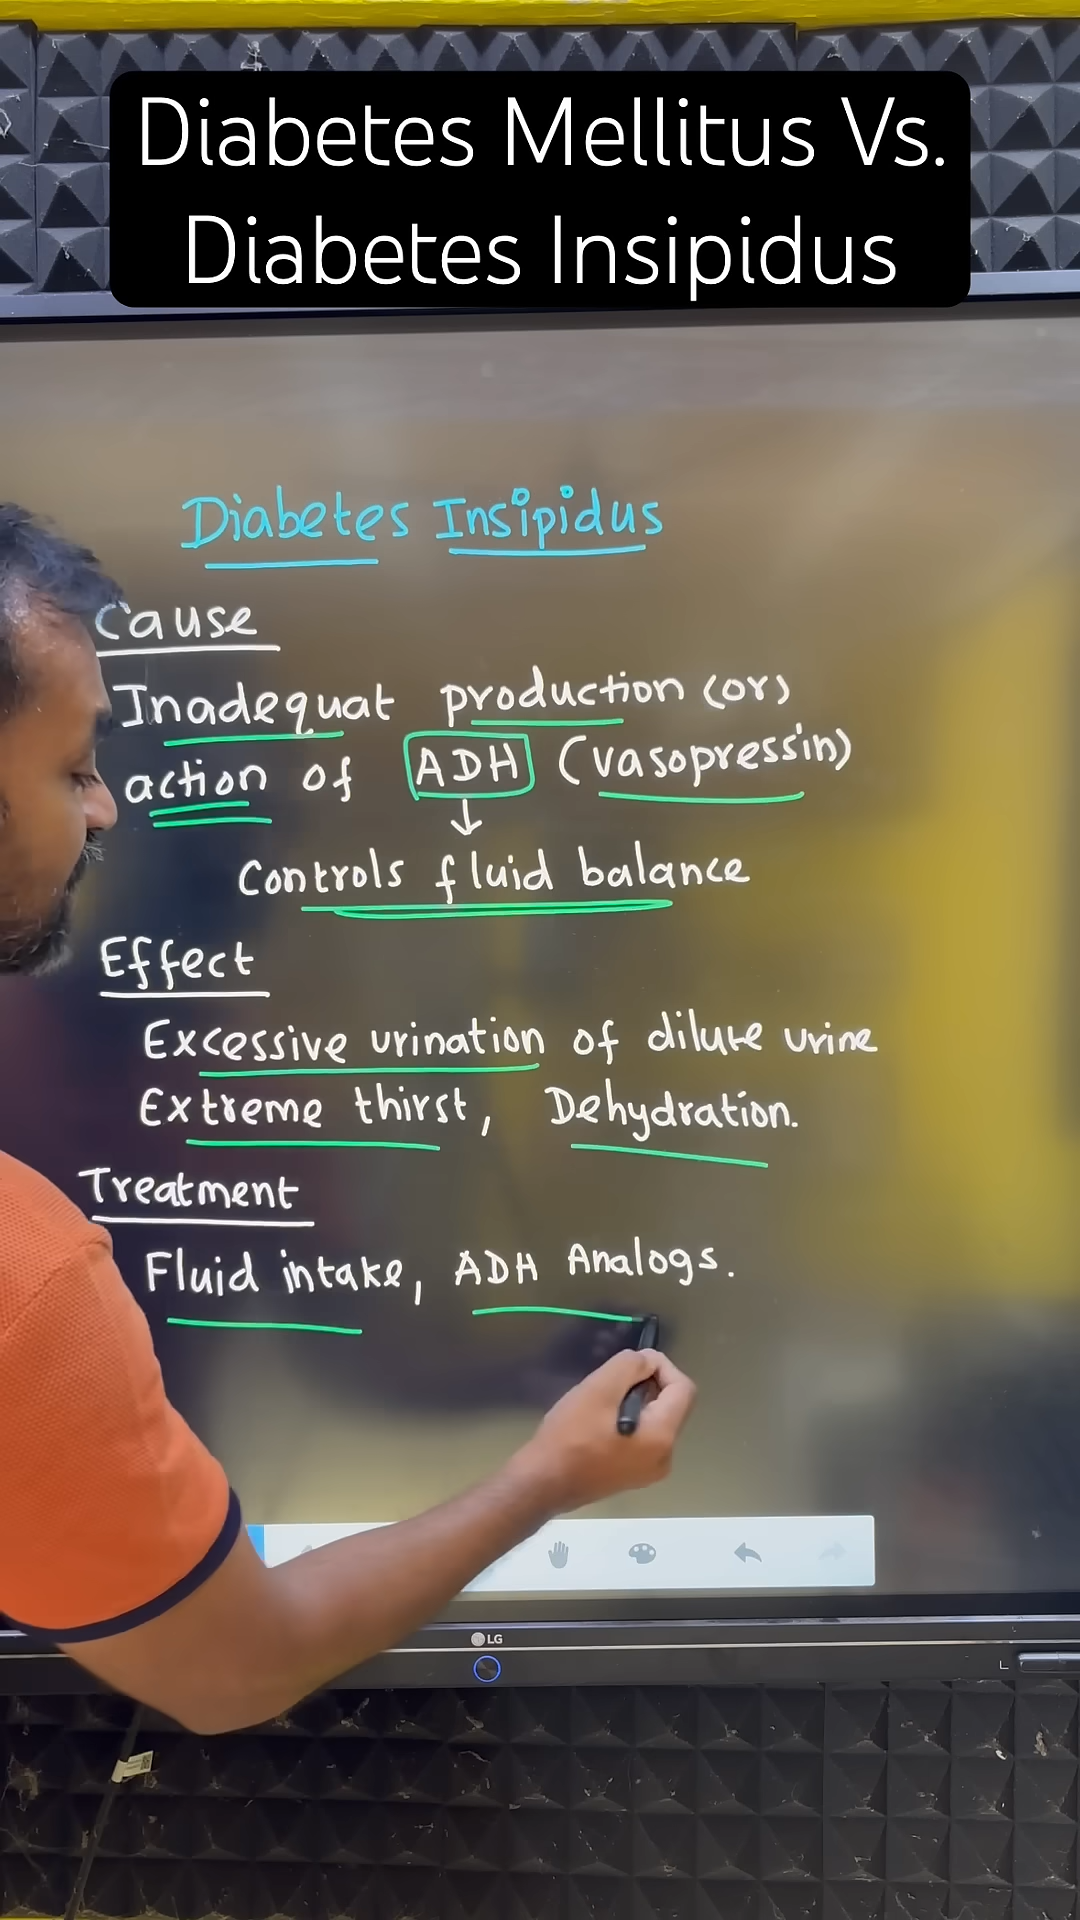 Diabetes Mellitus Vs.
Diabetes Insipidus
Diabetes Insipidus
Cause
Inadequat production (or)
action of ADH (vasopressin)
↓
Controls fluid balance
Effect
Excessive urination of dilute urine
Extreme thirst, Dehydration.
Treatment
Fluid intake, ADH Analogs.
LG